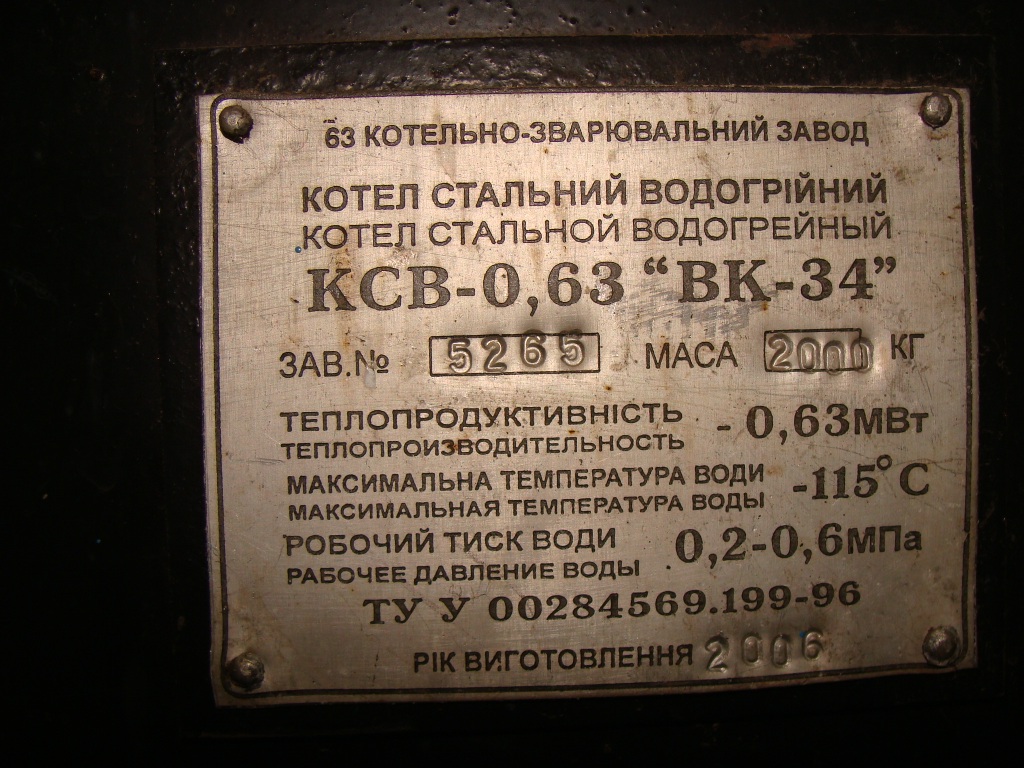 63 КОТЕЛЬНО-ЗВАРЮВАЛЬНИЙ ЗАВОД
КОТЕЛ СТАЛЬНИЙ ВОДОГРІЙНИЙ
КОТЕЛ СТАЛЬНОЙ ВОДОГРЕЙНЫЙ
КСВ-0,63 “ВК-34”
ЗАВ.№ 5265 МАСА 2000 КГ
ТЕПЛОПРОДУКТИВНІСТЬ - 0,63МВт
ТЕПЛОПРОИЗВОДИТЕЛЬНОСТЬ
МАКСИМАЛЬНА ТЕМПЕРАТУРА ВОДИ -115°С
МАКСИМАЛЬНАЯ ТЕМПЕРАТУРА ВОДЫ
РОБОЧИЙ ТИСК ВОДИ 0,2-0,6МПа
РАБОЧЕЕ ДАВЛЕНИЕ ВОДЫ
ТУ У 00284569.199-96
РІК ВИГОТОВЛЕННЯ 2006